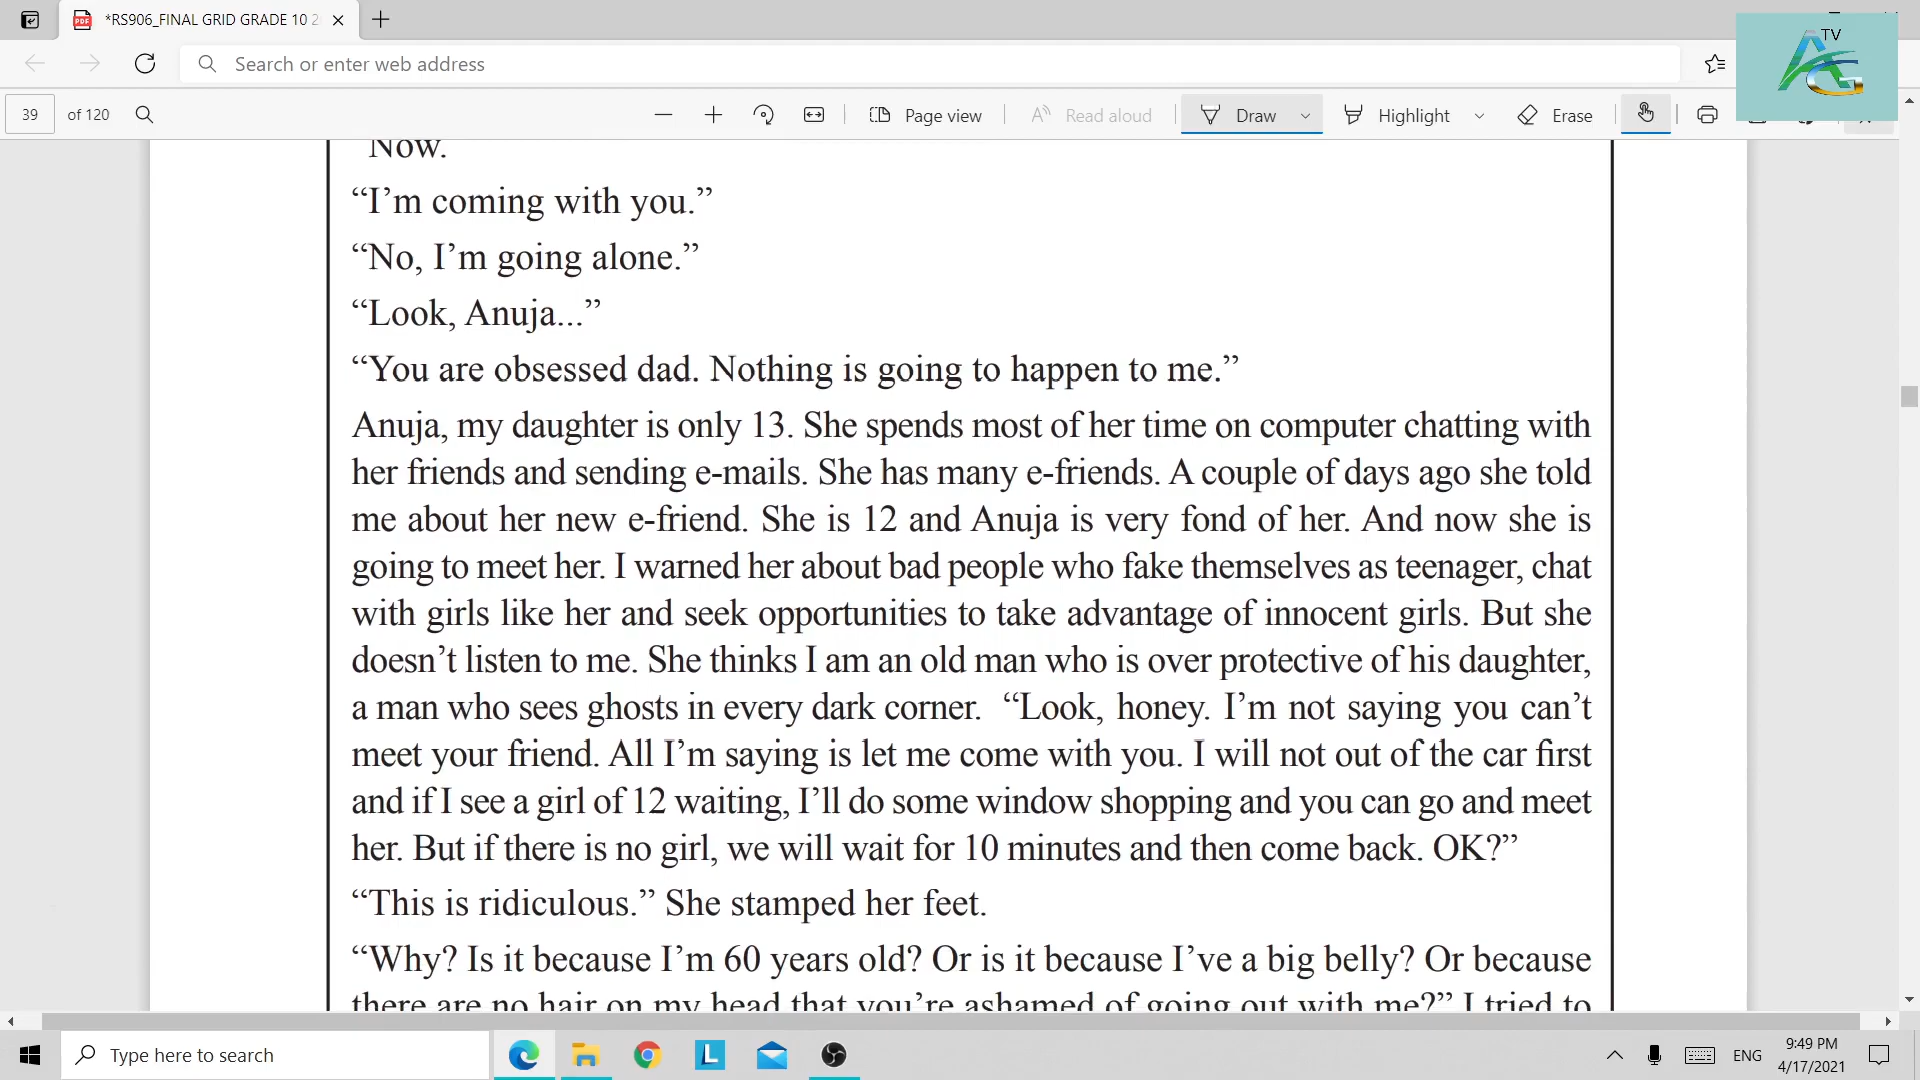 *RS906_FINAL GRID GRADE 10 2
TV
Search or enter web address
39 of 120 Page view Read aloud Draw Highlight Erase
Now.
“I’m coming with you.”
“No, I’m going alone.”
“Look, Anuja...”
“You are obsessed dad. Nothing is going to happen to me.”
Anuja, my daughter is only 13. She spends most of her time on computer chatting with
her friends and sending e-mails. She has many e-friends. A couple of days ago she told
me about her new e-friend. She is 12 and Anuja is very fond of her. And now she is
going to meet her. I warned her about bad people who fake themselves as teenager, chat
with girls like her and seek opportunities to take advantage of innocent girls. But she
doesn’t listen to me. She thinks I am an old man who is over protective of his daughter,
a man who sees ghosts in every dark corner. “Look, honey. I’m not saying you can’t
meet your friend. All I’m saying is let me come with you. I will not out of the car first
and if I see a girl of 12 waiting, I’ll do some window shopping and you can go and meet
her. But if there is no girl, we will wait for 10 minutes and then come back. OK?”
“This is ridiculous.” She stamped her feet.
“Why? Is it because I’m 60 years old? Or is it because I’ve a big belly? Or because
there are no hair on my head that you’re ashamed of going out with me?” I tried to
Type here to search
ENG
9:49 PM
4/17/2021